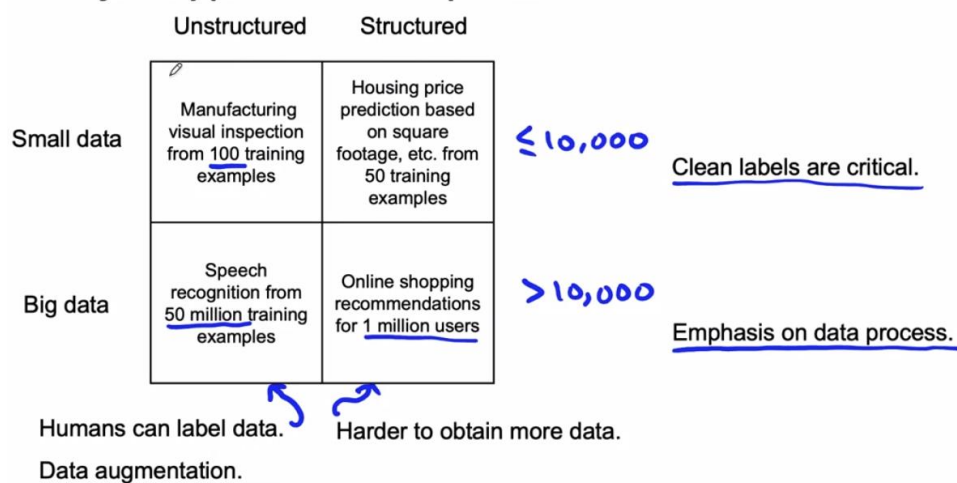 Unstructured
Structured
Small data
Manufacturing
visual inspection
from 100 training
examples
Housing price
prediction based
on square
footage, etc. from
50 training
examples
≤10,000
Clean labels are critical.
Big data
Speech
recognition from
50 million training
examples
Online shopping
recommendations
for 1 million users
>10,000
Emphasis on data process.
Humans can label data.
Harder to obtain more data.
Data augmentation.